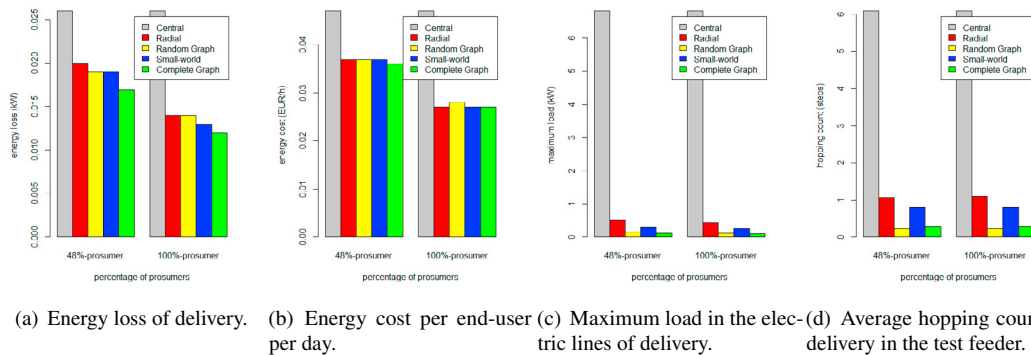 Central
Radial
Random Graph
Small-world
Complete Graph
energy loss (kW)
0.025
0.020
0.015
0.010
0.005
0.000
48%-prosumer 100%-prosumer
percentage of prosumers
(a) Energy loss of delivery.
Central
Radial
Random Graph
Small-world
Complete Graph
energy cost (EUR/h)
0.04
0.03
0.02
0.01
0.00
48%-prosumer 100%-prosumer
percentage of prosumers
(b) Energy cost per end-user
per day.
Central
Radial
Random Graph
Small-world
Complete Graph
maximum load (kW)
6
5
4
3
2
1
0
48%-prosumer 100%-prosumer
percentage of prosumers
(c) Maximum load in the elec-
tric lines of delivery.
Central
Radial
Random Graph
Small-world
Complete Graph
hopping count (steps)
6
5
4
3
2
1
0
48%-prosumer 100%-prosumer
percentage of prosumers
(d) Average hopping coun
delivery in the test feeder.